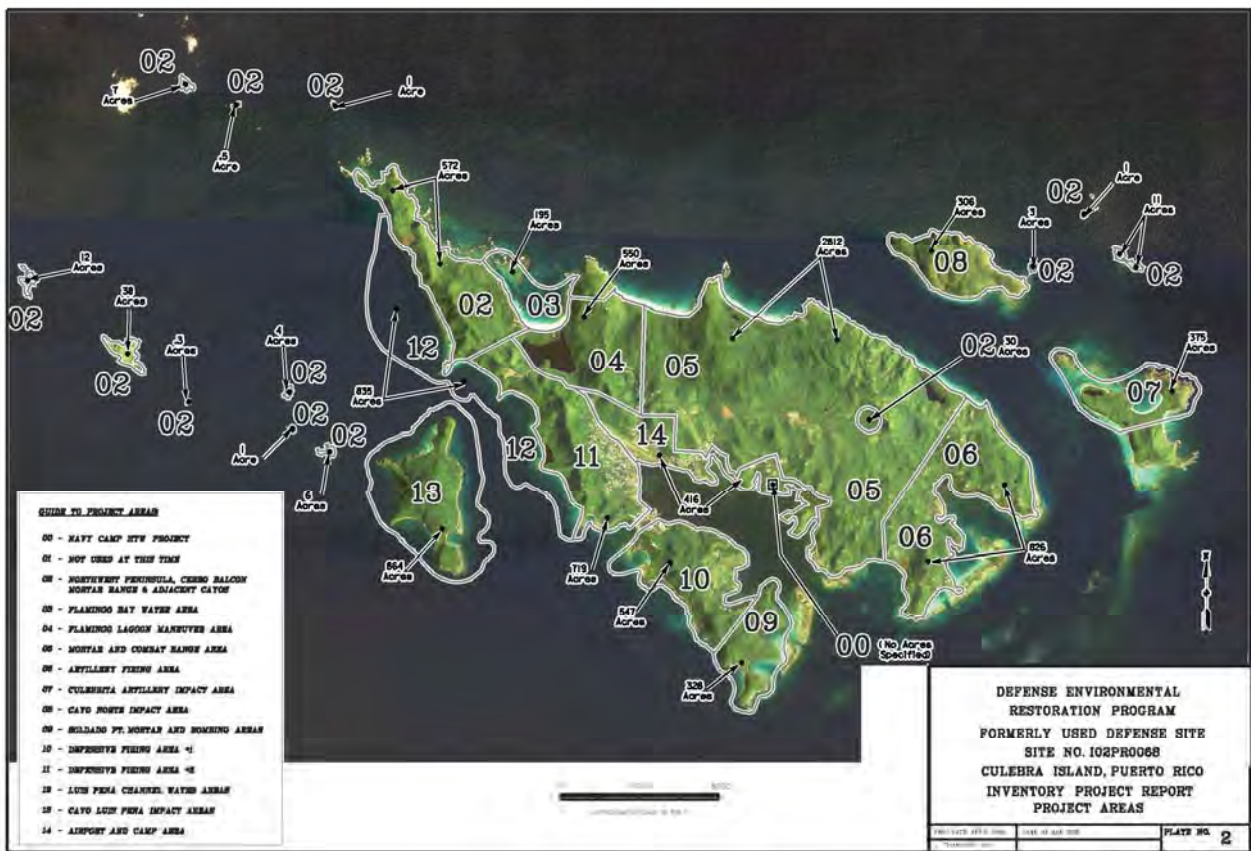 02
7
Acres
02
.5
Acre
02
1
Acre
572
Acres
195
Acres
550
Acres
2812
Acres
306
Acres
3
Acres
02
1
Acre
11
Acres
02
02
08
12
Acres
02
38
Acres
02
.3
Acres
02
4
Acres
02
02
1
Acre
02
6
Acres
12
835
Acres
02
03
04
05
02
30
Acres
375
Acres
07
12
11
14
13
416
Acres
05
06
06
826
Acres
664
Acres
719
Acres
10
547
Acres
09
328
Acres
00
(No Acres
Specified)
N
GUIDE TO PROJECT AREAS
00 - NAVY CAMP HTW PROJECT
01 - NOT USED AT THIS TIME
02 - NORTHWEST PENINSULA, CERRO BALCON
MORTAR RANGE & ADJACENT CAYOS
03 - FLAMINGO BAY WATER AREA
04 - FLAMINGO LAGOON MANEUVER AREA
05 - MORTAR AND COMBAT RANGE AREA
06 - ARTILLERY FIRING AREA
07 - CULEBRITA ARTILLERY IMPACT AREA
08 - CAYO NORTE IMPACT AREA
09 - SOLDADO PT. MORTAR AND BOMBING AREAS
10 - DEFENSIVE FIRING AREA #1
11 - DEFENSIVE FIRING AREA #2
12 - LUIS PENA CHANNEL WATER AREAS
13 - CAYO LUIS PENA IMPACT AREAS
14 - AIRPORT AND CAMP AREA
DEFENSE ENVIRONMENTAL
RESTORATION PROGRAM
FORMERLY USED DEFENSE SITE
SITE NO. I02PR0068
CULEBRA ISLAND, PUERTO RICO
INVENTORY PROJECT REPORT
PROJECT AREAS
PLATE NO. 2